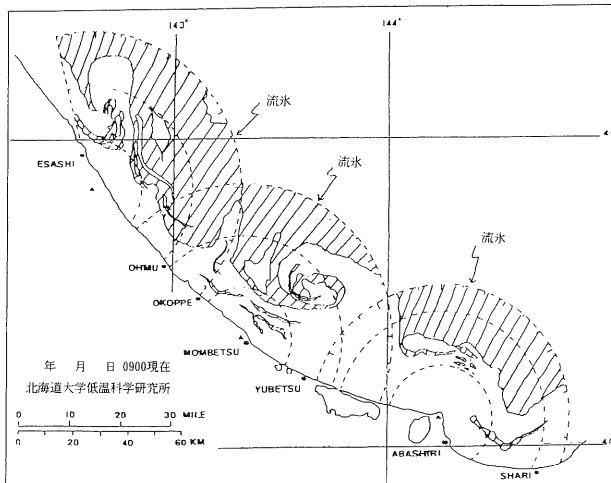 143°
144°
流氷
ESASHI
流氷
流氷
OHMU
OKOPPE
MOMBETSU
年 月 日 0900現在
北海道大学低温科学研究所
YUBETSU
0 10 20 30 MILE
0 20 40 60 KM
ABASHIRI
SHARI